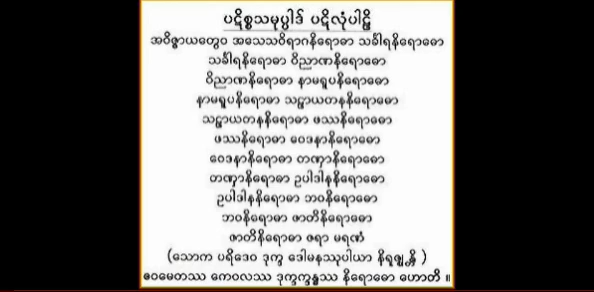 ပဋိစ္စသမုပ္ပါဒ် ပဋိလုံပါဠိ
အဝိဇ္ဇာယတွေဝ အသေသဝိရာဂနိရောဓာ သင်္ခါရနိရောဓော
သင်္ခါရနိရောဓာ ဝိညာဏနိရောဓော
ဝိညာဏနိရောဓာ နာမရူပနိရောဓော
နာမရူပနိရောဓာ သဠာယတနနိရောဓော
သဠာယတနနိရောဓာ ဖဿနိရောဓော
ဖဿနိရောဓာ ဝေဒနာနိရောဓော
ဝေဒနာနိရောဓာ တဏှာနိရောဓော
တဏှာနိရောဓာ ဥပါဒါနနိရောဓော
ဥပါဒါနနိရောဓာ ဘဝနိရောဓော
ဘဝနိရောဓာ ဇာတိနိရောဓော
ဇာတိနိရောဓာ ဇရာ မရဏံ
(သောက ပရိဒေဝ ဒုက္ခ ဒေါမနဿုပါယာ နိရုဇ္ဈန္တိ )
ဧဝမေတဿ ကေဝလဿ ဒုက္ခက္ခန္ဓဿ နိရောဓော ဟောတိ ။